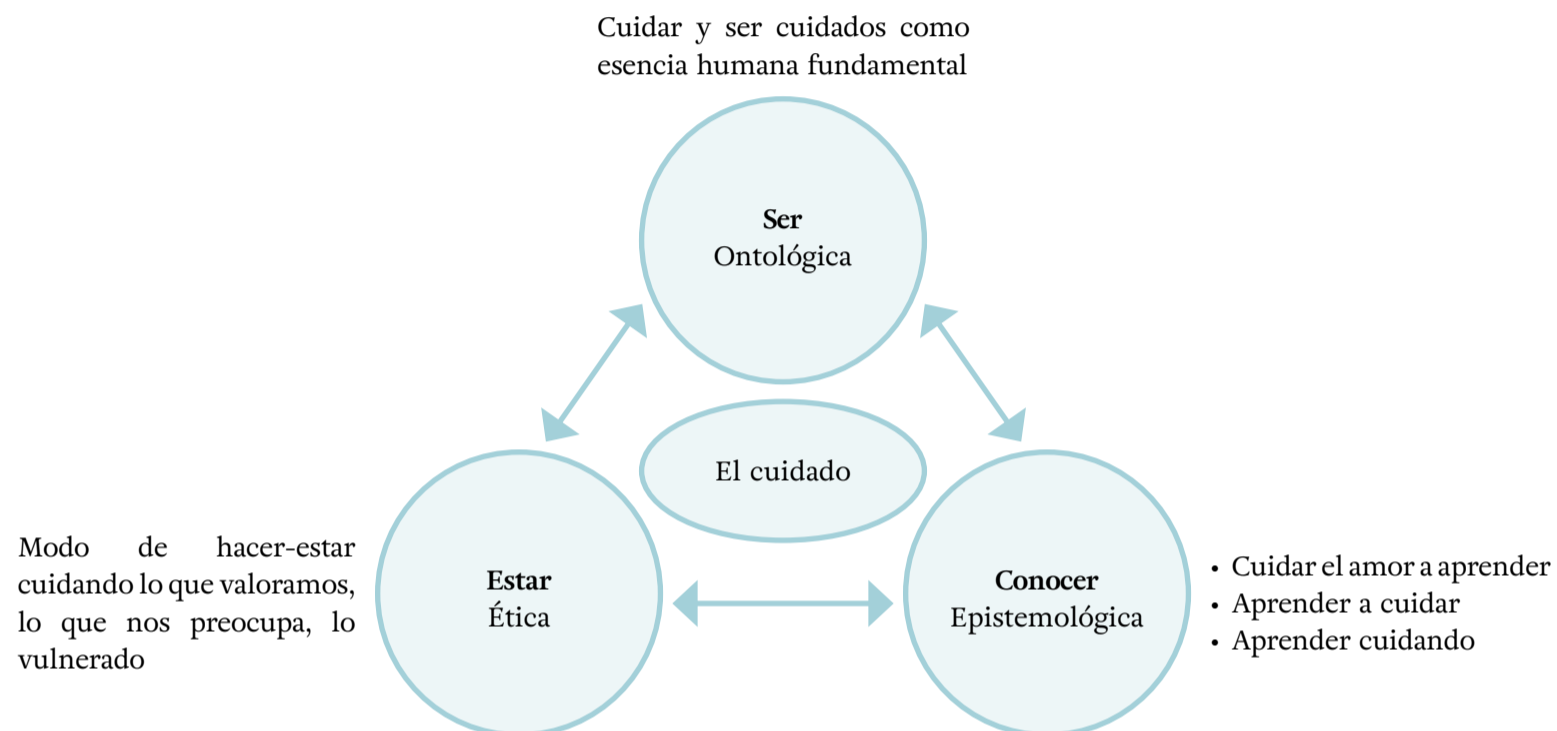 Cuidar y ser cuidados como
esencia humana fundamental
Ser
Ontológica
El cuidado
Modo de hacer-estar
cuidando lo que valoramos,
lo que nos preocupa, lo
vulnerado
Estar
Ética
Conocer
Epistemológica
• Cuidar el amor a aprender
• Aprender a cuidar
• Aprender cuidando